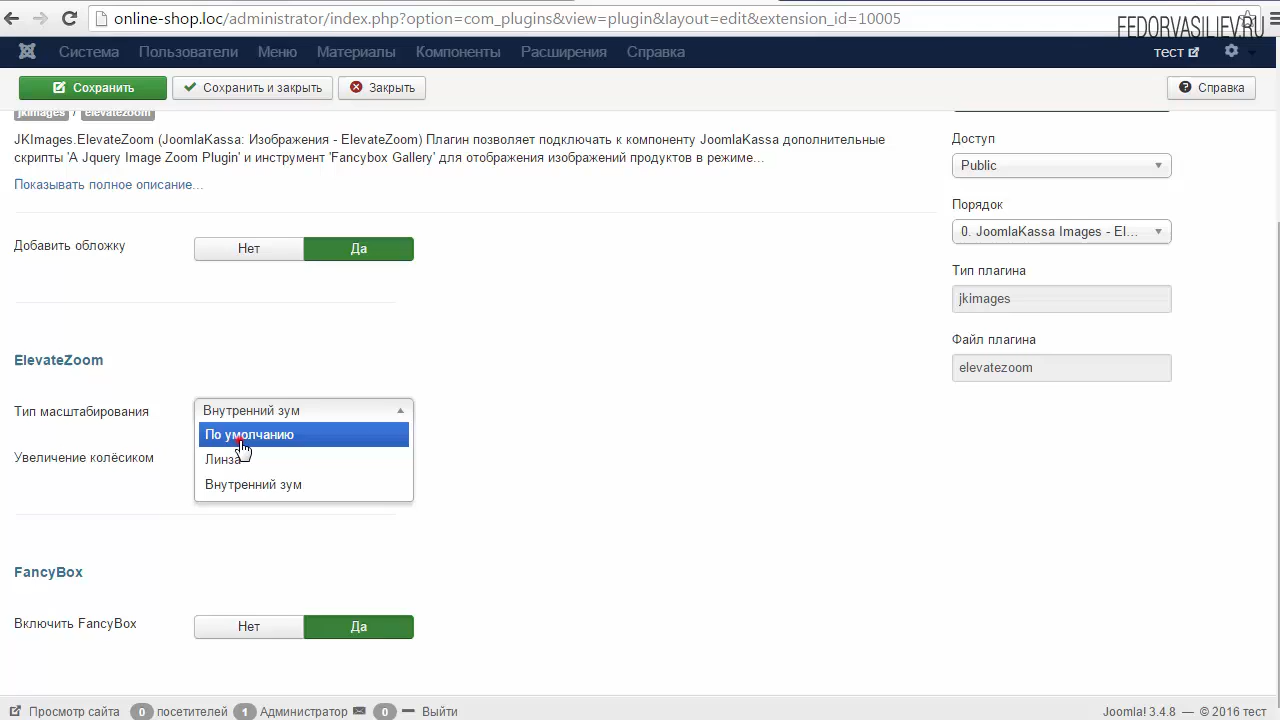 online-shop.loc/administrator/index.php?option=com_plugins&view=plugin&layout=edit&extension_id=10005
FEDORVASILIEV.RU
Система Пользователи Меню Материалы Компоненты Расширения Справка тест
Сохранить Сохранить и закрыть Закрыть Справка
jkimages / elevatezoom
JKImages ElevateZoom (JoomlaKassa: Изображения - ElevateZoom) Плагин позволяет подключать к компоненту JoomlaKassa дополнительные
скрипты 'A Jquery Image Zoom Plugin' и инструмент 'Fancybox Gallery' для отображения изображений продуктов в режиме...
Показывать полное описание...
Добавить обложку Нет Да
ElevateZoom
Тип масштабирования Внутренний зум
По умолчанию
Линза
Внутренний зум
Увеличение колёсиком
FancyBox
Включить FancyBox Нет Да
Доступ
Public
Порядок
0. JoomlaKassa Images - El...
Тип плагина
jkimages
Файл плагина
elevatezoom
Просмотр сайта 0 посетителей 1 Администратор 0 Выйти
Joomla! 3.4.8 — © 2016 тест